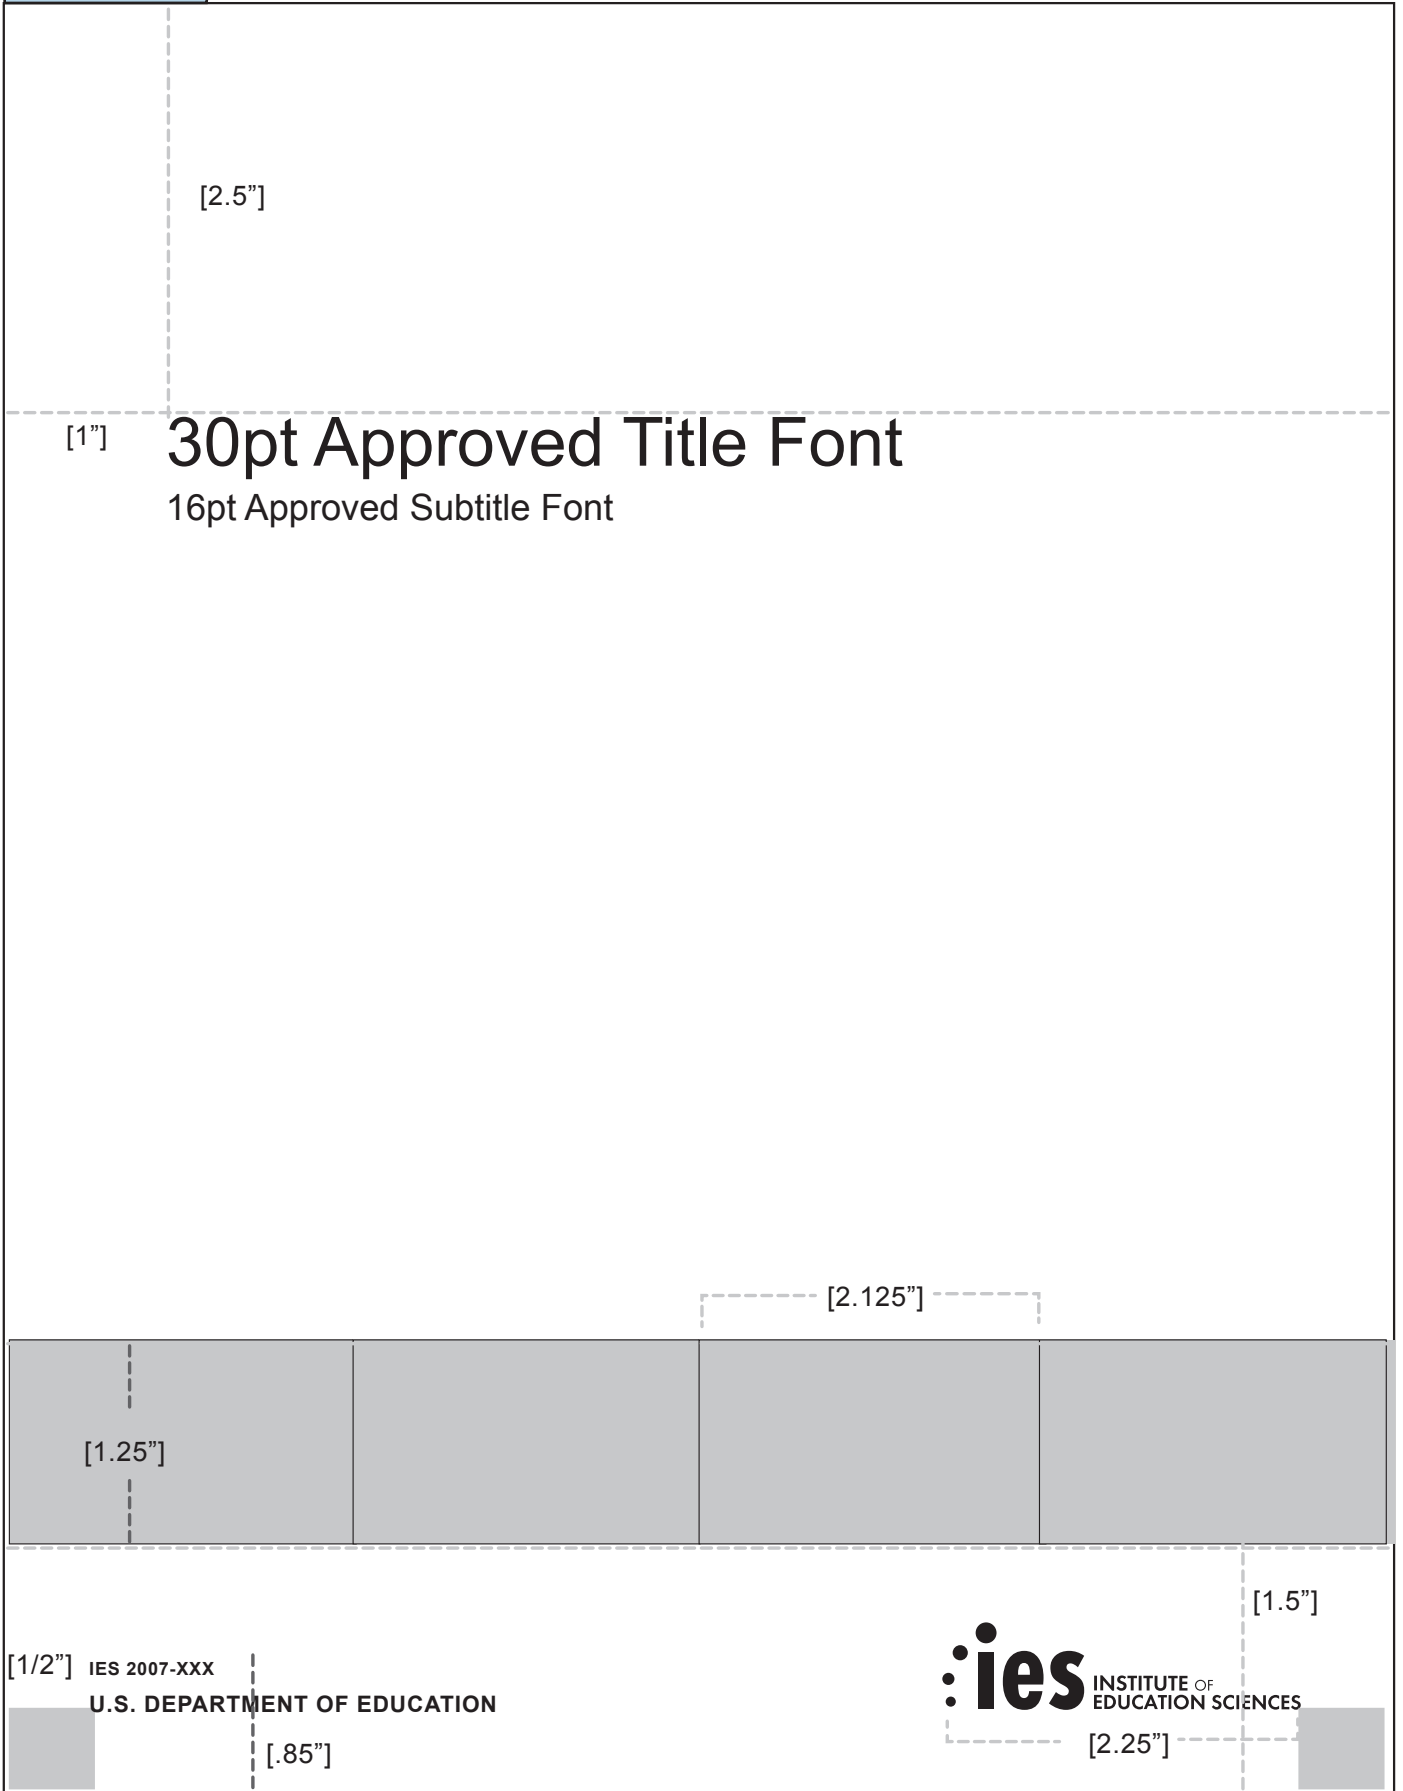 [2.5”]
[1”]
30pt Approved Title Font
16pt Approved Subtitle Font
[2.125”]
[1.25”]
[1.5”]
[1/2”] IES 2007-XXX
U.S. DEPARTMENT OF EDUCATION
[.85”]
ies INSTITUTE OF
EDUCATION SCIENCES
[2.25”]